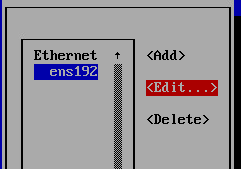 Ethernet ↑ <Add>
ens192 <Edit...>
<Delete>